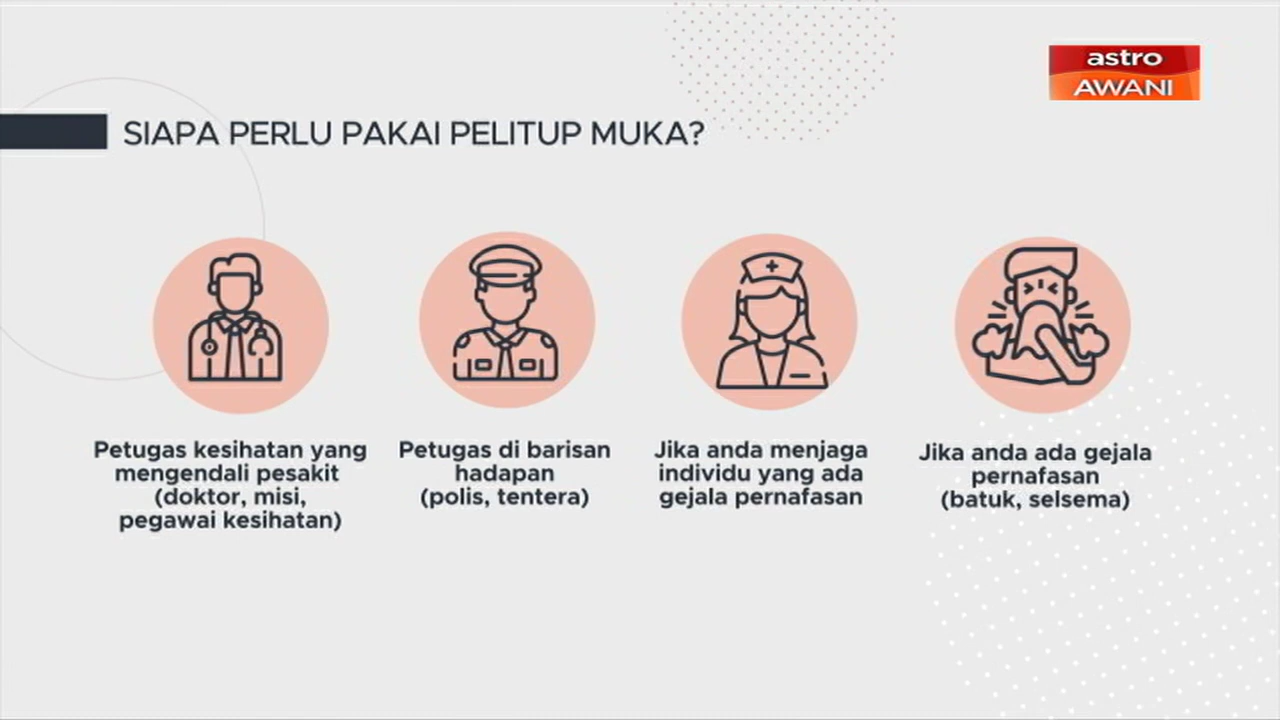 astro
AWANI
SIAPA PERLU PAKAI PELITUP MUKA?
Petugas kesihatan yang
mengendali pesakit
(doktor, misi,
pegawai kesihatan)
Petugas di barisan
hadapan
(polis, tentera)
Jika anda menjaga
individu yang ada
gejala pernafasan
Jika anda ada gejala
pernafasan
(batuk, selsema)